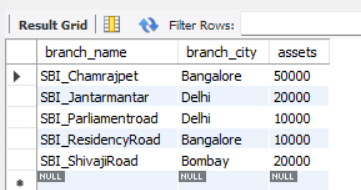 Result Grid Filter Rows:
branch_name branch_city assets
SBI_Chamrajpet Bangalore 50000
SBI_Jantarmantar Delhi 20000
SBI_Parliamentroad Delhi 10000
SBI_ResidencyRoad Bangalore 10000
SBI_ShivajiRoad Bombay 20000
NULL NULL NULL